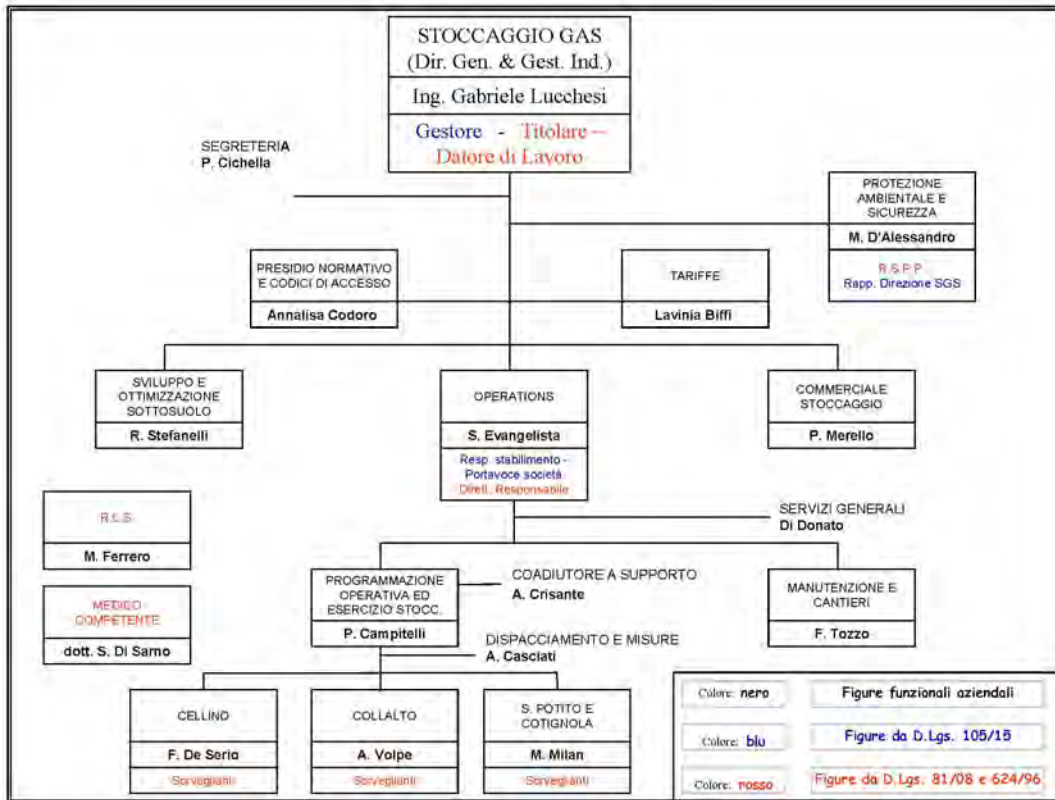 STOCCAGGIO GAS
(Dir. Gen. & Gest. Ind.)
Ing. Gabriele Lucchesi
Gestore - Titolare –
Datore di Lavoro
SEGRETERIA
P. Cichella
PROTEZIONE
AMBIENTALE E
SICUREZZA
M. D'Alessandro
R.S.P.P.
Rapp. Direzione SGS
PRESIDIO NORMATIVO
E CODICI DI ACCESSO
Annalisa Codoro
TARIFFE
Lavinia Biffi
SVILUPPO E
OTTIMIZZAZIONE
SOTTOSUOLO
R. Stefanelli
OPERATIONS
S. Evangelista
Resp. stabilimento -
Portavoce società
Dirett. Responsabile
COMMERCIALE
STOCCAGGIO
P. Merello
R.L.S.
M. Ferrero
SERVIZI GENERALI
Di Donato
MEDICO
COMPETENTE
dott. S. Di Sarno
PROGRAMMAZIONE
OPERATIVA ED
ESERCIZIO STOCC.
P. Campitelli
COADIUTORE A SUPPORTO
A. Crisante
MANUTENZIONE E
CANTIERI
F. Tozzo
DISPACCIAMENTO E MISURE
A. Casciati
CELLINO
F. De Serio
Sorveglianti
COLLALTO
A. Volpe
Sorveglianti
S. POTITO E
COTIGNOLA
M. Milan
Sorveglianti
Colore: nero
Figure funzionali aziendali
Colore: blu
Figure da D.Lgs. 105/15
Colore: rosso
Figure da D.Lgs. 81/08 e 624/96